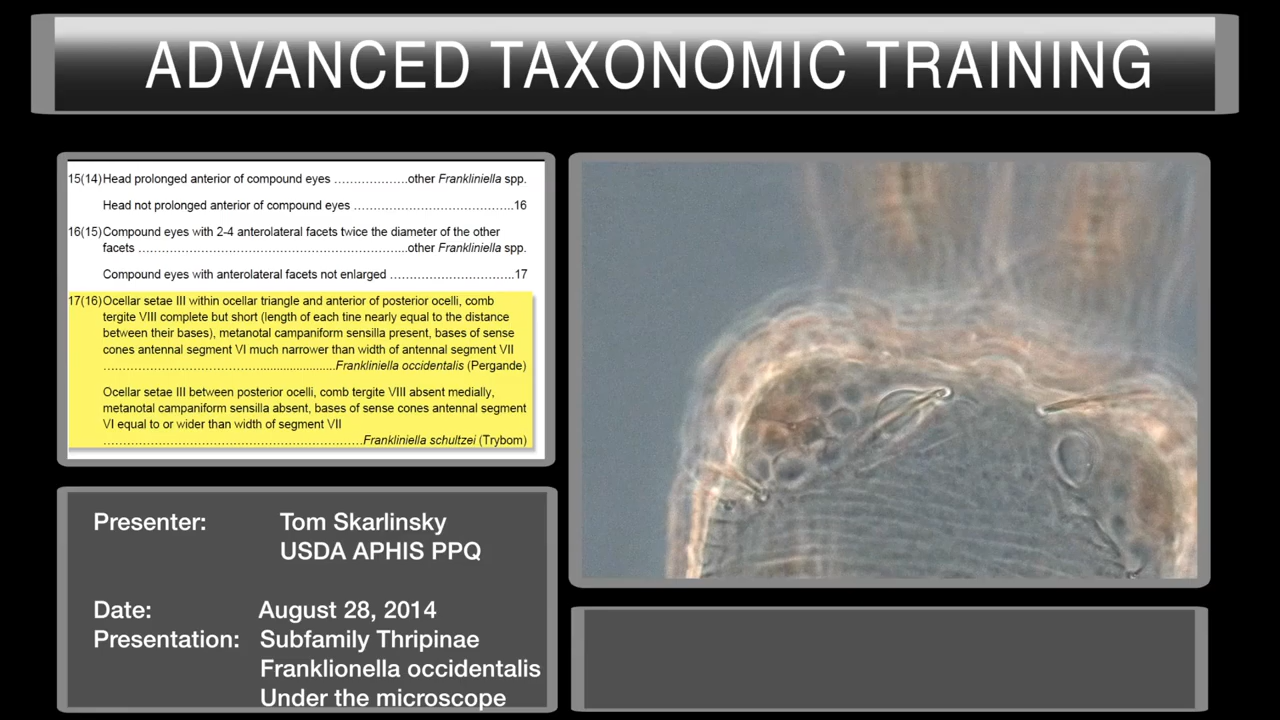 ADVANCED TAXONOMIC TRAINING
15(14) Head prolonged anterior of compound eyes ………………..other Frankliniella spp.
Head not prolonged anterior of compound eyes ……………………………….16
16(15) Compound eyes with 2-4 anterolateral facets twice the diameter of the other
facets ……………………………………………………..other Frankliniella spp.
Compound eyes with anterolateral facets not enlarged ……………………….17
17(16) Ocellar setae III within ocellar triangle and anterior of posterior ocelli, comb
tergite VIII complete but short (length of each tine nearly equal to the distance
between their bases), metanotal campaniform sensilla present, bases of sense
cones antennal segment VI much narrower than width of antennal segment VII
………………………………......................Frankliniella occidentalis (Pergande)
Ocellar setae III between posterior ocelli, comb tergite VIII absent medially,
metanotal campaniform sensilla absent, bases of sense cones antennal segment
VI equal to or wider than width of segment VII
…………………………………………………….Frankliniella schultzei (Trybom)
Presenter: Tom Skarlinsky
USDA APHIS PPQ
Date: August 28, 2014
Presentation: Subfamily Thripinae
Franklionella occidentalis
Under the microscope